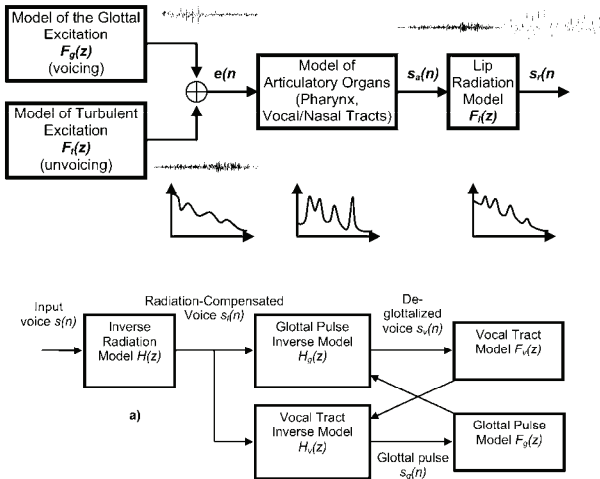 Model of the Glottal
Excitation
Fg(z)
(voicing)
Model of Turbulent
Excitation
Ft(z)
(unvoicing)
e(n
Model of
Articulatory Organs
(Pharynx,
Vocal/Nasal Tracts)
sa(n)
Lip
Radiation
Model
Fl(z)
sr(n
Input
voice s(n)
Inverse
Radiation
Model H(z)
Radiation-Compensated
Voice sl(n)
Glottal Pulse
Inverse Model
Hg(z)
De-
glottalized
voice sv(n)
Vocal Tract
Model Fv(z)
a)
Vocal Tract
Inverse Model
Hv(z)
Glottal pulse
sg(n)
Glottal Pulse
Model Fg(z)